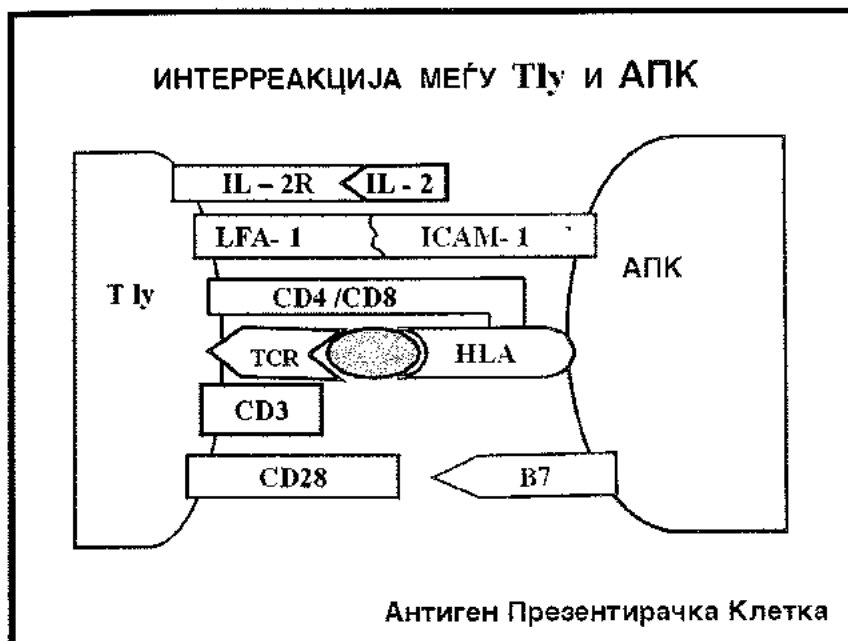 ИНТЕРРЕАКЦИЈА МЕЃУ Tly И АПК
IL – 2R IL - 2
LFA- 1 ICAM- 1
АПК
T ly
CD4 /CD8
TCR HLA
CD3
CD28 B7
Антиген Презентирачка Клетка